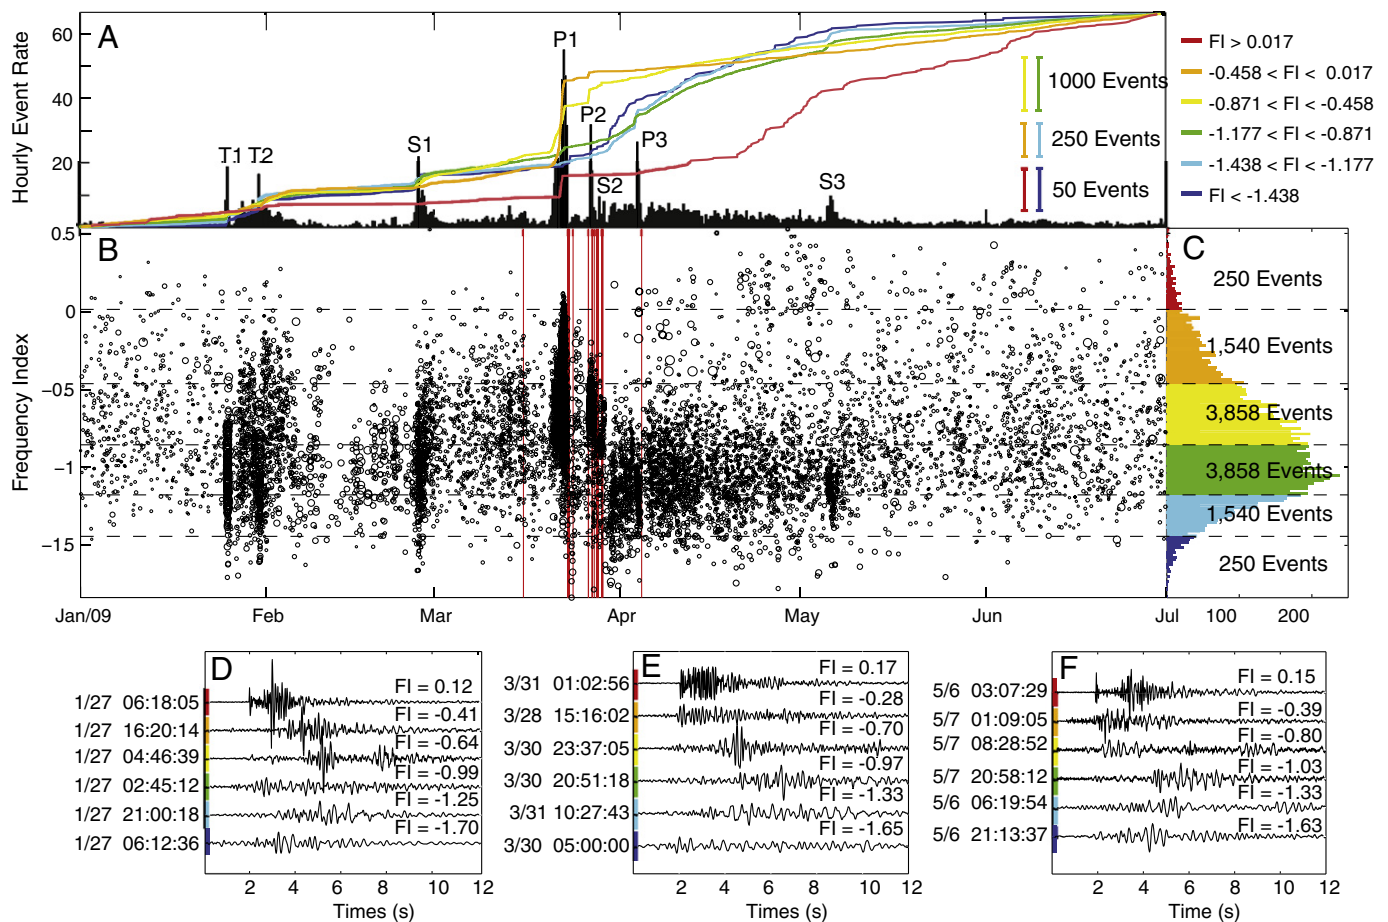 A
Hourly Event Rate
60
40
20
T1
T2
S1
P1
P2
S2
P3
S3
1000 Events
250 Events
50 Events
FI > 0.017
-0.458 < FI < 0.017
-0.871 < FI < -0.458
-1.177 < FI < -0.871
-1.438 < FI < -1.177
FI < -1.438
B
Frequency Index
0.5
0
-0.5
-1
-1.5
Jan/09
Feb
Mar
Apr
May
Jun
Jul
C
250 Events
1,540 Events
3,858 Events
3,858 Events
1,540 Events
250 Events
100
200
D
1/27 06:18:05
FI = 0.12
1/27 16:20:14
FI = -0.41
1/27 04:46:39
FI = -0.64
1/27 02:45:12
FI = -0.99
1/27 21:00:18
FI = -1.25
1/27 06:12:36
FI = -1.70
2 4 6 8 10 12
Times (s)
E
3/31 01:02:56
FI = 0.17
3/28 15:16:02
FI = -0.28
3/30 23:37:05
FI = -0.70
3/30 20:51:18
FI = -0.97
3/31 10:27:43
FI = -1.33
3/30 05:00:00
FI = -1.65
2 4 6 8 10 12
Times (s)
F
5/6 03:07:29
FI = 0.15
5/7 01:09:05
FI = -0.39
5/7 08:28:52
FI = -0.80
5/7 20:58:12
FI = -1.03
5/6 06:19:54
FI = -1.33
5/6 21:13:37
FI = -1.63
2 4 6 8 10 12
Time (s)